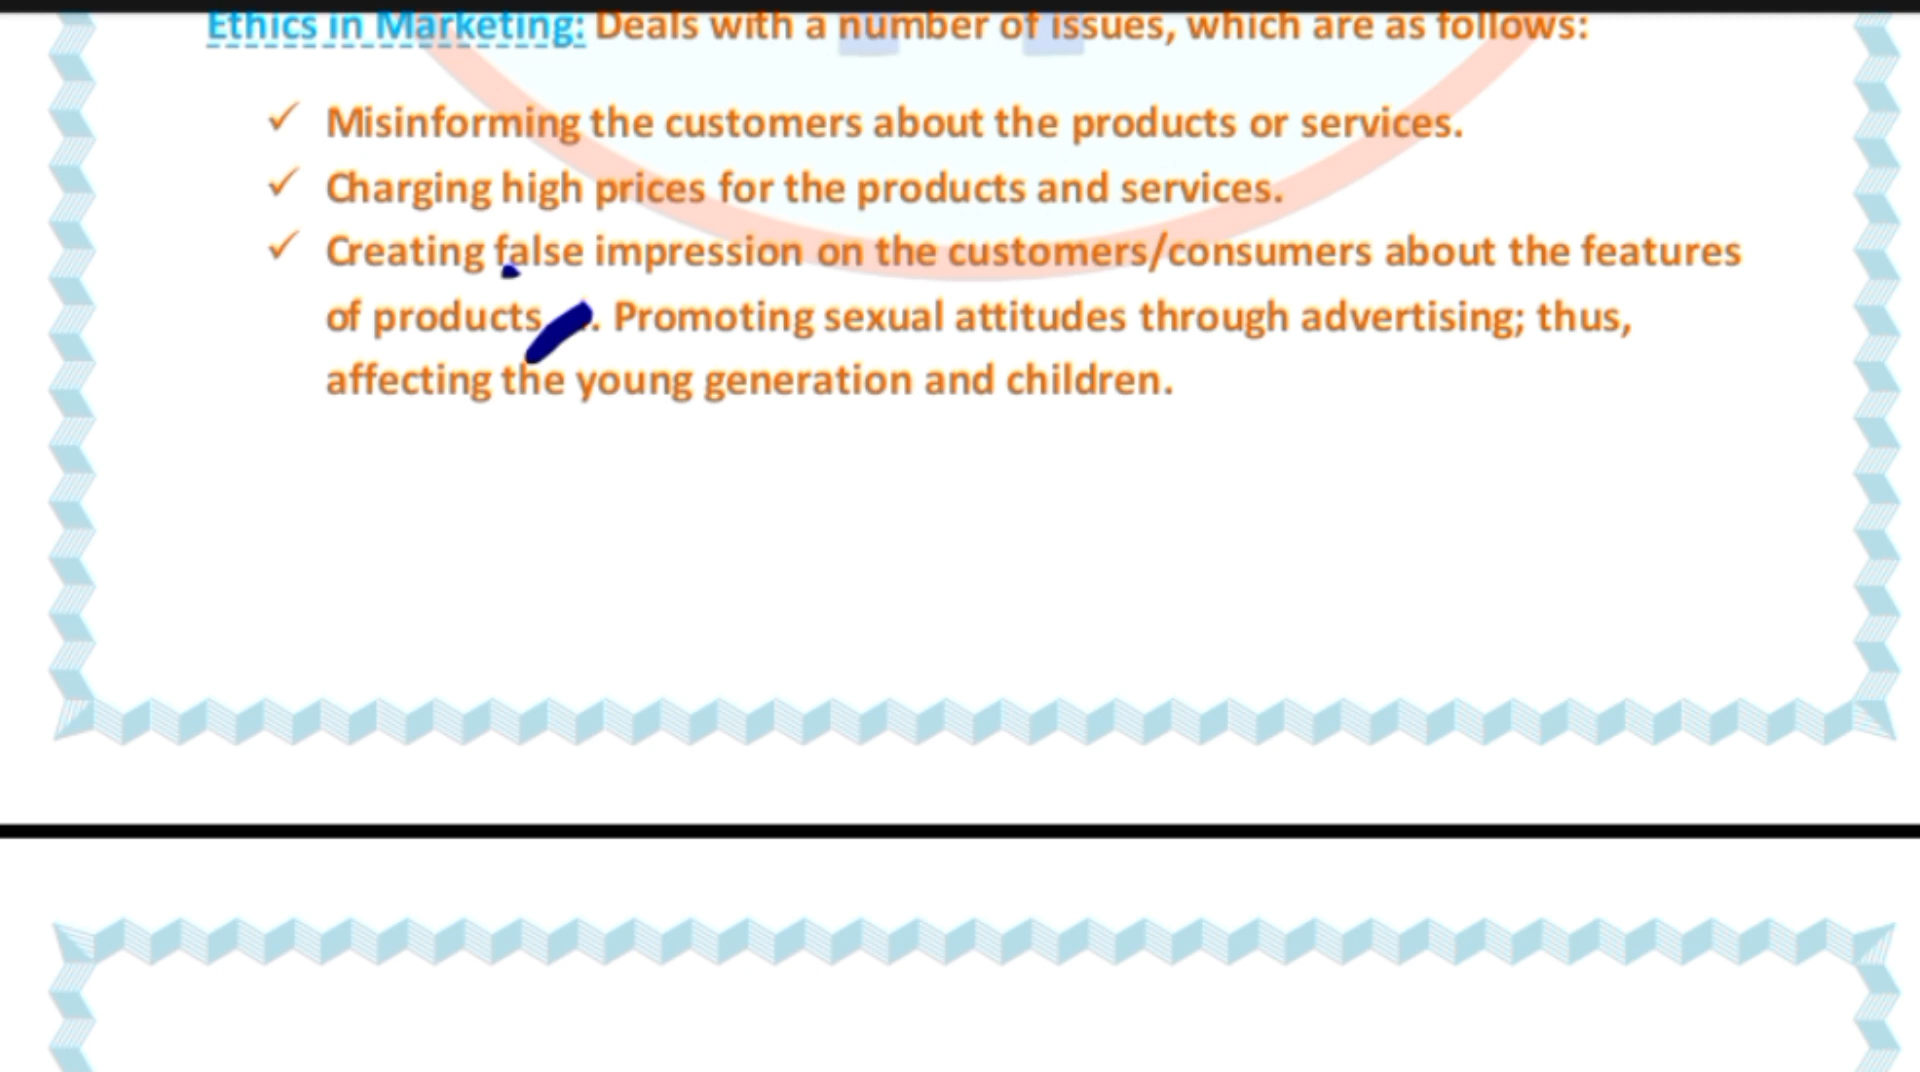 Ethics in Marketing: Deals with a number of issues, which are as follows:
✓ Misinforming the customers about the products or services.
✓ Charging high prices for the products and services.
✓ Creating false impression on the customers/consumers about the features
of products . Promoting sexual attitudes through advertising; thus,
affecting the young generation and children.